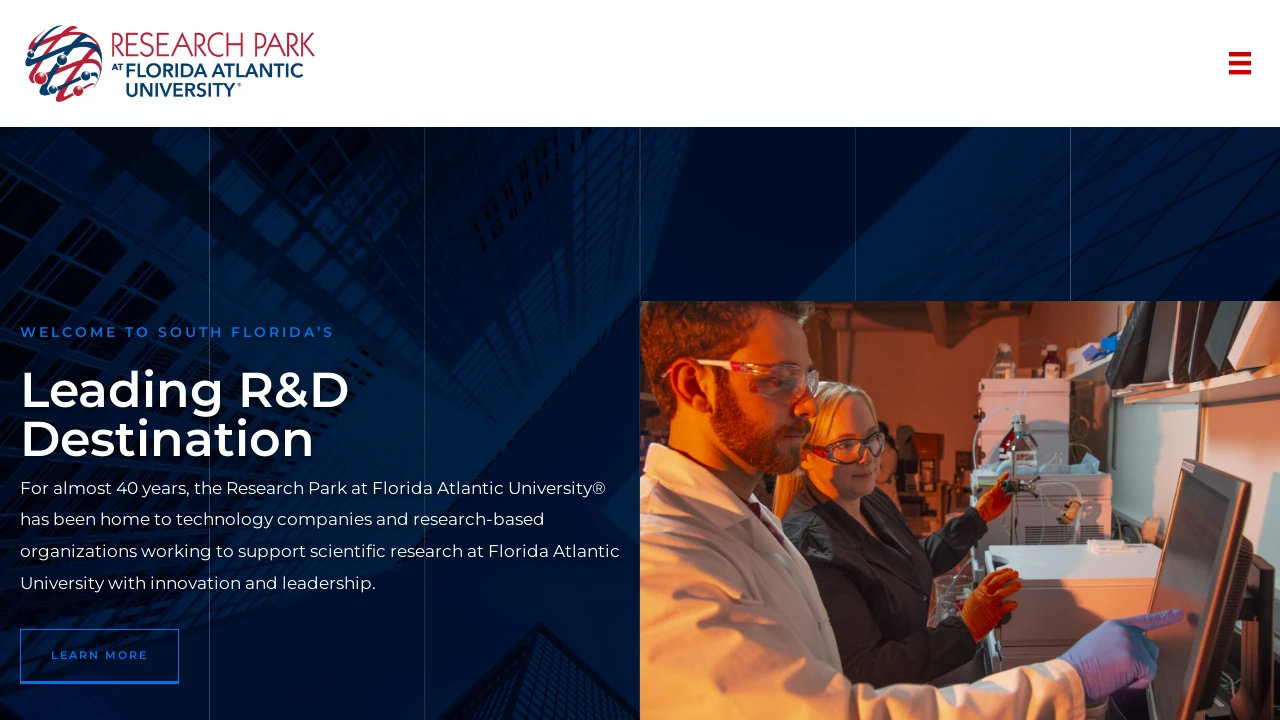 RESEARCH PARK
AT FLORIDA ATLANTIC
UNIVERSITY®
WELCOME TO SOUTH FLORIDA’S
Leading R&D
Destination
For almost 40 years, the Research Park at Florida Atlantic University®
has been home to technology companies and research-based
organizations working to support scientific research at Florida Atlantic
University with innovation and leadership.
LEARN MORE